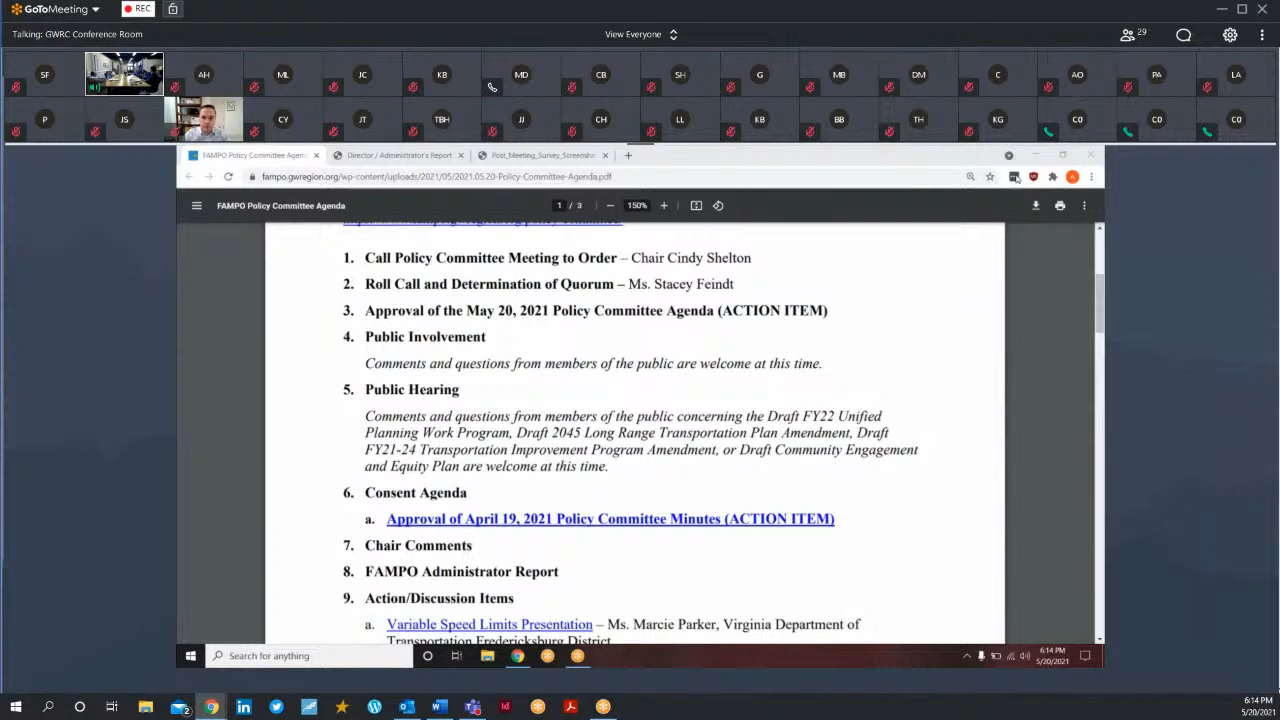 GoToMeeting
REC
Talking: GWRC Conference Room
View Everyone
29
SF
AH
ML
JC
KB
MD
CB
SH
G
MB
DM
C
AO
PA
LA
P
JS
CY
JT
TBH
JJ
CH
LL
KB
BB
TH
KG
C0
C0
C0
FAMPO Policy Committee Agen
Director / Administrator's Report
Post_Meeting_Survey_Screensh
fampo.gwregion.org/wp-content/uploads/2021/05/2021.05.20-Policy-Committee-Agenda.pdf
FAMPO Policy Committee Agenda
1 / 3
150%
1. Call Policy Committee Meeting to Order – Chair Cindy Shelton
2. Roll Call and Determination of Quorum – Ms. Stacey Feindt
3. Approval of the May 20, 2021 Policy Committee Agenda (ACTION ITEM)
4. Public Involvement
Comments and questions from members of the public are welcome at this time.
5. Public Hearing
Comments and questions from members of the public concerning the Draft FY22 Unified
Planning Work Program, Draft 2045 Long Range Transportation Plan Amendment, Draft
FY21-24 Transportation Improvement Program Amendment, or Draft Community Engagement
and Equity Plan are welcome at this time.
6. Consent Agenda
a. Approval of April 19, 2021 Policy Committee Minutes (ACTION ITEM)
7. Chair Comments
8. FAMPO Administrator Report
9. Action/Discussion Items
a. Variable Speed Limits Presentation – Ms. Marcie Parker, Virginia Department of
Transportation Fredericksburg District
Search for anything
6:14 PM
5/20/2021
6:14 PM
5/20/2021